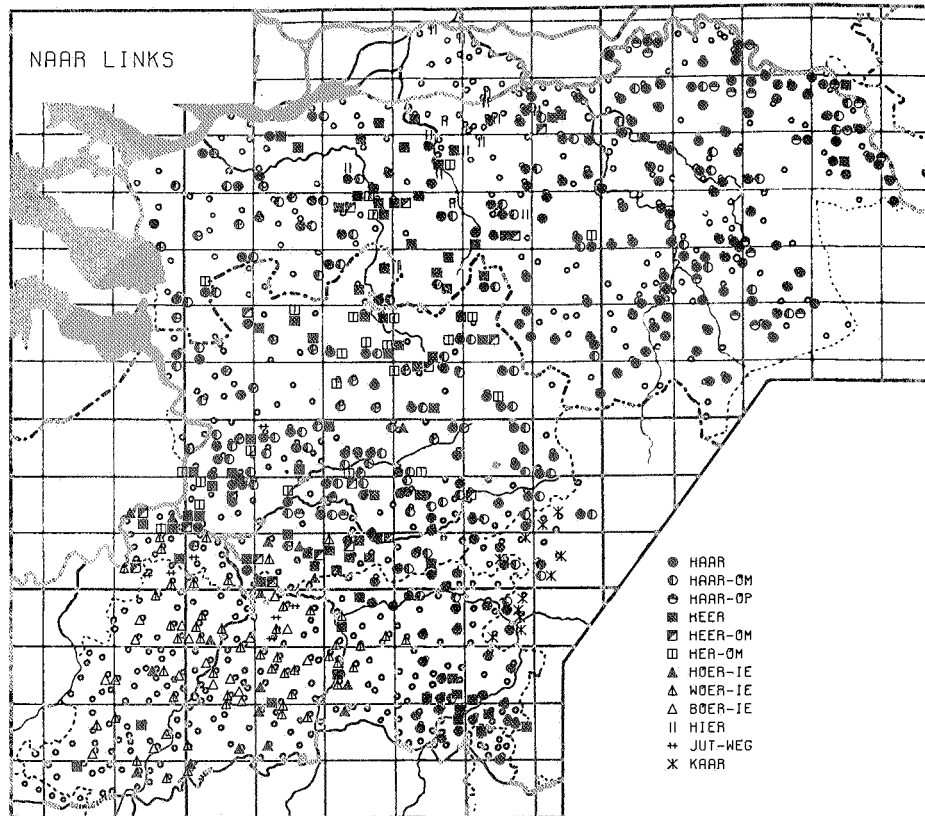 NAAR LINKS
HAAR
HAAR-OM
HAAR-OP
HEER
HEER-OM
HER-OM
HOER-IE
WOER-IE
BOER-IE
HIER
JUT-WEG
KAAR